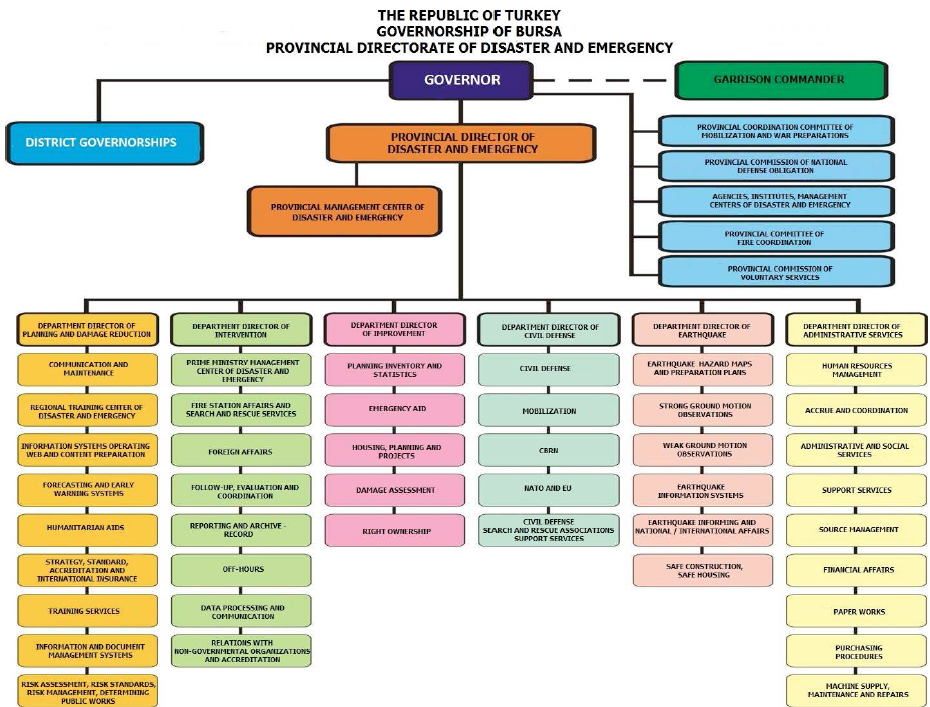 THE REPUBLIC OF TURKEY
GOVERNORSHIP OF BURSA
PROVINCIAL DIRECTORATE OF DISASTER AND EMERGENCY
GOVERNOR
GARRISON COMMANDER
DISTRICT GOVERNORSHIPS
PROVINCIAL DIRECTOR OF
DISASTER AND EMERGENCY
PROVINCIAL MANAGEMENT CENTER OF
DISASTER AND EMERGENCY
PROVINCIAL COORDINATION COMMITTEE OF
MOBILIZATION AND WAR PREPARATIONS
PROVINCIAL COMMISSION OF NATIONAL
DEFENSE OBLIGATION
AGENCIES, INSTITUTES, MANAGEMENT
CENTERS OF DISASTER AND EMERGENCY
PROVINCIAL COMMITTEE OF
FIRE COORDINATION
PROVINCIAL COMMISSION OF
VOLUNTARY SERVICES
DEPARTMENT DIRECTOR OF
PLANNING AND DAMAGE REDUCTION
COMMUNICATION AND
MAINTENANCE
REGIONAL TRAINING CENTER OF
DISASTER AND EMERGENCY
INFORMATION SYSTEMS OPERATING
WEB AND CONTENT PREPARATION
FORECASTING AND EARLY
WARNING SYSTEMS
HUMANITARIAN AIDS
STRATEGY, STANDARD,
ACCREDITATION AND
INTERNATIONAL INSURANCE
TRAINING SERVICES
INFORMATION AND DOCUMENT
MANAGEMENT SYSTEMS
RISK ASSESSMENT, RISK STANDARDS,
RISK MANAGEMENT, DETERMINING
PUBLIC WORKS
DEPARTMENT DIRECTOR OF
INTERVENTION
PRIME MINISTRY MANAGEMENT
CENTER OF DISASTER AND
EMERGENCY
FIRE STATION AFFAIRS AND
SEARCH AND RESCUE SERVICES
FOREIGN AFFAIRS
FOLLOW-UP, EVALUATION AND
COORDINATION
REPORTING AND ARCHIVE -
RECORD
OFF-HOURS
DATA PROCESSING AND
COMMUNICATION
RELATIONS WITH
NON-GOVERNMENTAL ORGANIZATIONS
AND ACCREDITATION
DEPARTMENT DIRECTOR
OF IMPROVEMENT
PLANNING INVENTORY AND
STATISTICS
EMERGENCY AID
HOUSING, PLANNING AND
PROJECTS
DAMAGE ASSESSMENT
RIGHT OWNERSHIP
DEPARTMENT DIRECTOR OF
CIVIL DEFENSE
CIVIL DEFENSE
MOBILIZATION
CBRN
NATO AND EU
CIVIL DEFENSE
SEARCH AND RESCUE ASSOCIATIONS
SUPPORT SERVICES
DEPARTMENT DIRECTOR OF
EARTHQUAKE
EARTHQUAKE HAZARD MAPS
AND PREPARATION PLANS
STRONG GROUND MOTION
OBSERVATIONS
WEAK GROUND MOTION
OBSERVATIONS
EARTHQUAKE
INFORMATION SYSTEMS
EARTHQUAKE INFORMING AND
NATIONAL / INTERNATIONAL AFFAIRS
SAFE CONSTRUCTION,
SAFE HOUSING
DEPARTMENT DIRECTOR OF
ADMINISTRATIVE SERVICES
HUMAN RESOURCES
MANAGEMENT
ACCRUE AND COORDINATION
ADMINISTRATIVE AND SOCIAL
SERVICES
SUPPORT SERVICES
SOURCE MANAGEMENT
FINANCIAL AFFAIRS
PAPER WORKS
PURCHASING
PROCEDURES
MACHINE SUPPLY,
MAINTENANCE AND REPAIRS